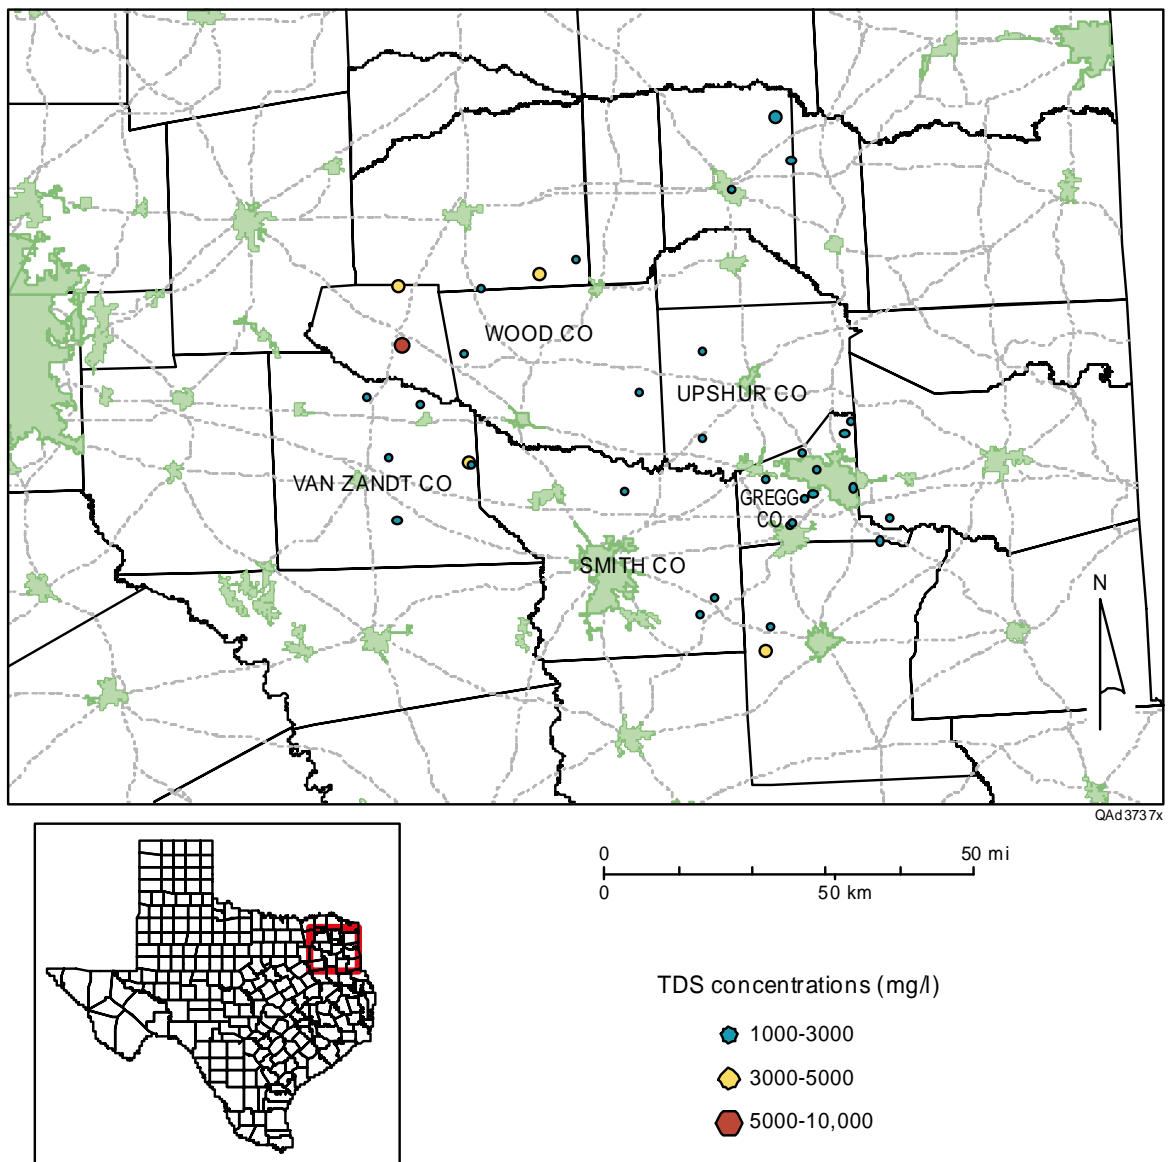 WOOD CO
UPSHUR CO
VAN ZANDT CO
GREGG
CO
SMITH CO
N
QAd3737x
0 50 mi
0 50 km
TDS concentrations (mg/l)
1000-3000
3000-5000
5000-10,000